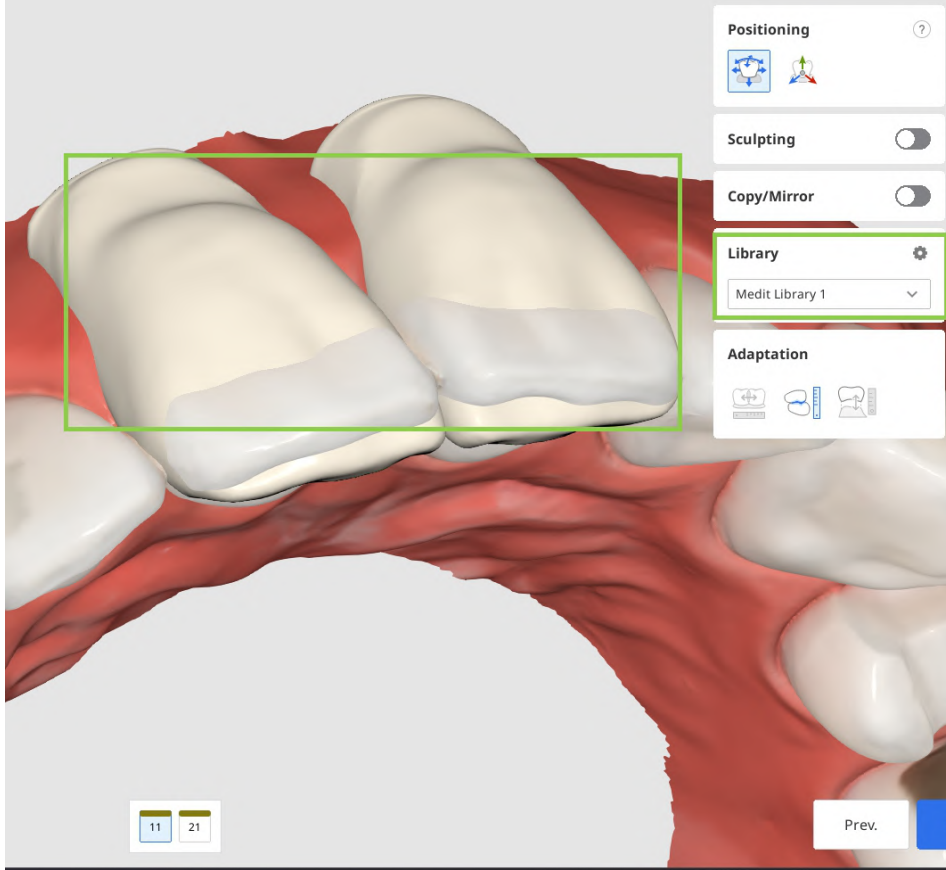 Positioning
?
Sculpting
Copy/Mirror
Library
Medit Library 1
Adaptation
11
21
Prev.